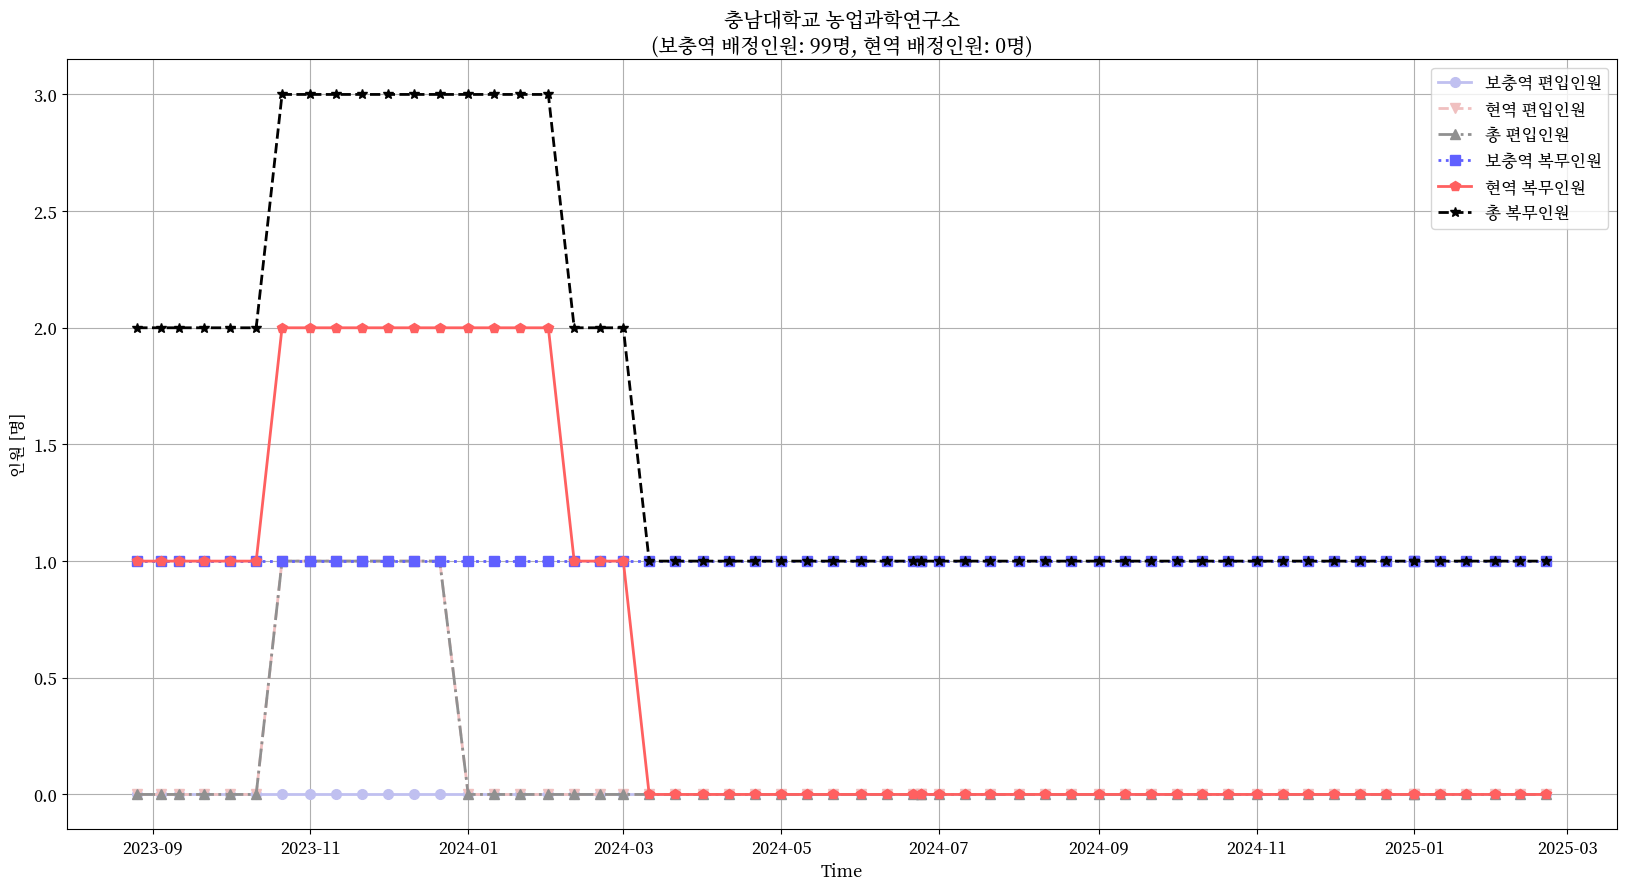 충남대학교 농업과학연구소
(보충역 배정인원: 99명, 현역 배정인원: 0명)
보충역 편입인원
현역 편입인원
총 편입인원
보충역 복무인원
현역 복무인원
총 복무인원
인원 [명]
3.0
2.5
2.0
1.5
1.0
0.5
0.0
2023-09
2023-11
2024-01
2024-03
2024-05
2024-07
2024-09
2024-11
2025-01
2025-03
Time